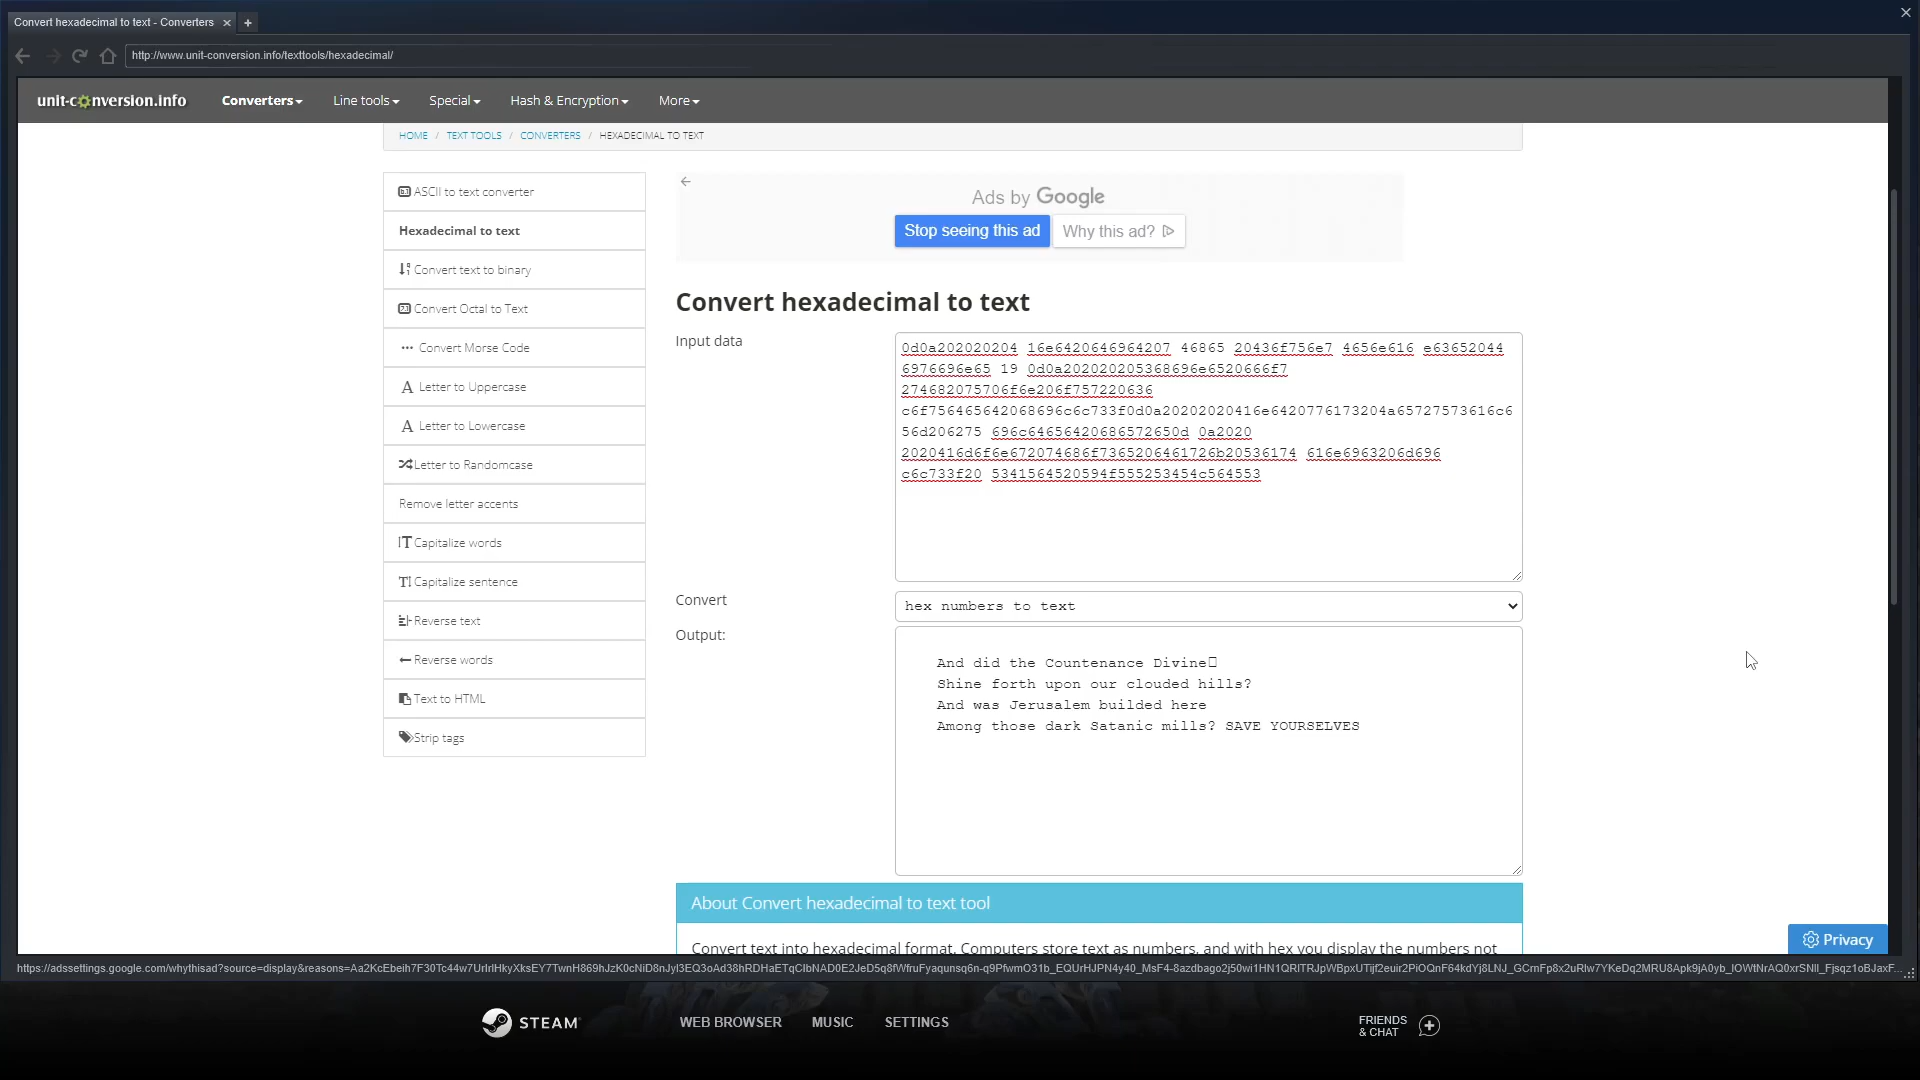 Convert hexadecimal to text - Converters
http://www.unit-conversion.info/texttools/hexadecimal/
unit-conversion.info Converters Line tools Special Hash & Encryption More
HOME / TEXT TOOLS / CONVERTERS / HEXADECIMAL TO TEXT
ASCII to text converter
Hexadecimal to text
Convert text to binary
Convert Octal to Text
Convert Morse Code
Letter to Uppercase
Letter to Lowercase
Letter to Randomcase
Remove letter accents
Capitalize words
Capitalize sentence
Reverse text
Reverse words
Text to HTML
Strip tags
Ads by Google
Stop seeing this ad Why this ad?
Convert hexadecimal to text
Input data
0d0a202020204 16e6420646964207 46865 20436f756e7 4656e616 e63652044
6976696e65 19 0d0a202020205368696e6520666f7
274682075706f6e206f757220636
c6f756465642068696c6c733f0d0a20202020416e6420776173204a65727573616c6
56d206275 696c64656420686572650d 0a2020
2020416d6f6e672074686f7365206461726b20536174 616e6963206d696
c6c733f20 5341564520594f555253454c564553
Convert
hex numbers to text
Output:
And did the Countenance Divine
Shine forth upon our clouded hills?
And was Jerusalem builded here
Among those dark Satanic mills? SAVE YOURSELVES
About Convert hexadecimal to text tool
Convert text into hexadecimal format. Computers store text as numbers, and with hex you display the numbers not
Privacy
STEAM WEB BROWSER MUSIC SETTINGS
FRIENDS
& CHAT